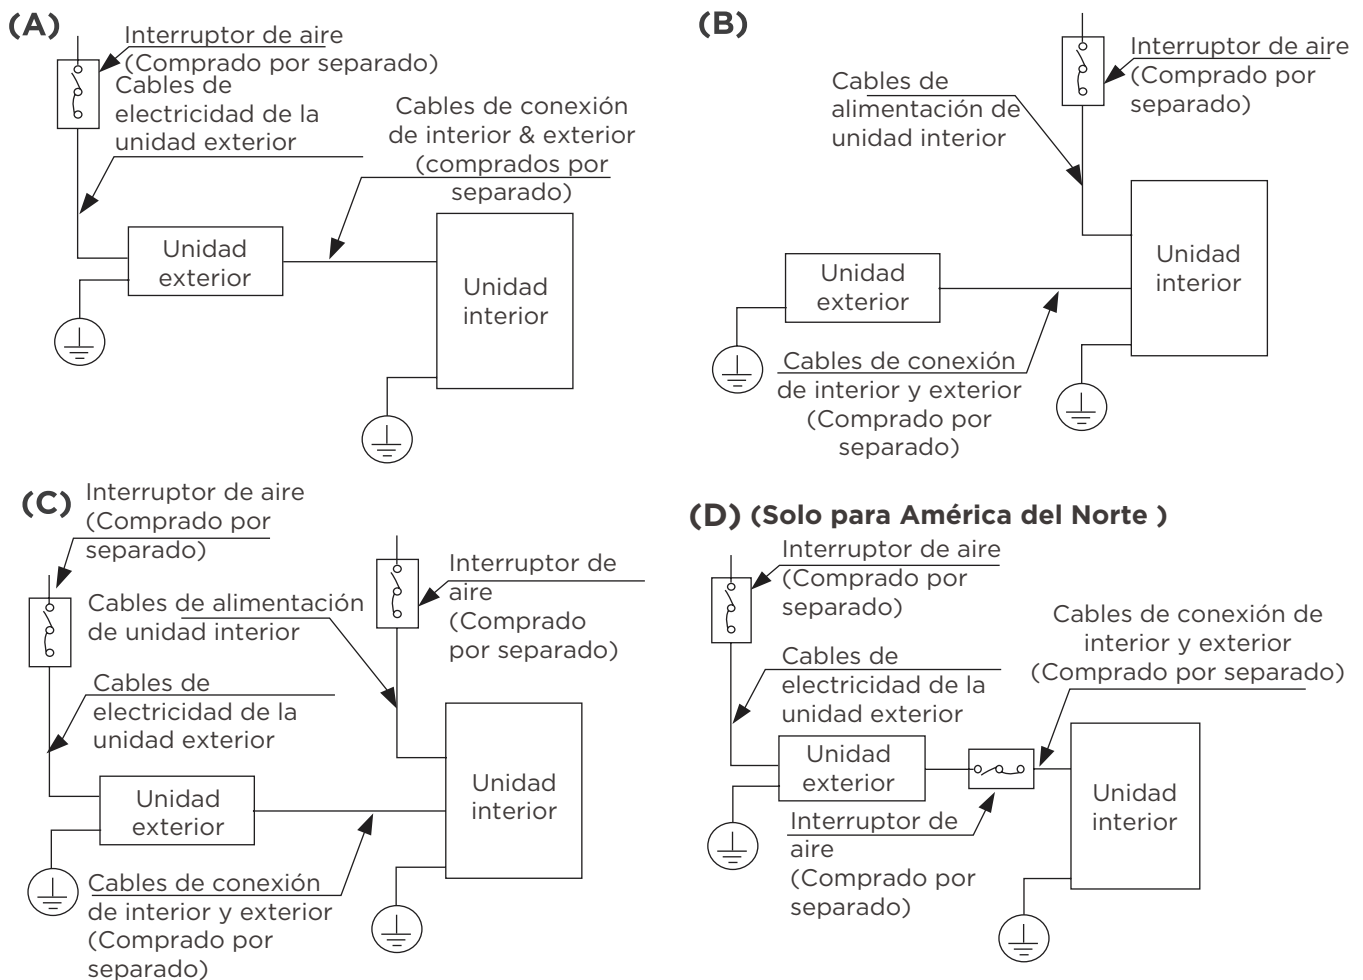 (A)
Interruptor de aire
(Comprado por separado)
Cables de
electricidad de la
unidad exterior
Cables de conexión
de interior & exterior
(comprados por
separado)
Unidad
exterior
Unidad
interior
(B)
Interruptor de aire
(Comprado por
separado)
Cables de
alimentación de
unidad interior
Unidad
interior
Unidad
exterior
Cables de conexión
de interior y exterior
(Comprado por
separado)
(C)
Interruptor de aire
(Comprado por
separado)
Interruptor de
aire
(Comprado
por separado)
Cables de alimentación
de unidad interior
Cables de
electricidad de la
unidad exterior
Unidad
exterior
Unidad
interior
Cables de conexión
de interior y exterior
(Comprado por
separado)
(D) (Solo para América del Norte )
Interruptor de aire
(Comprado por
separado)
Cables de conexión de
interior y exterior
(Comprado por separado)
Cables de
electricidad de la
unidad exterior
Unidad
exterior
Unidad
interior
Interruptor de
aire
(Comprado por
separado)